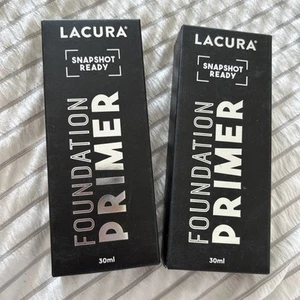 LACURA
SNAPSHOT
READY
FOUNDATION
PRIMER
30ml
LACURA
SNAPSHOT
READY
FOUNDATION
PRIMER
30ml